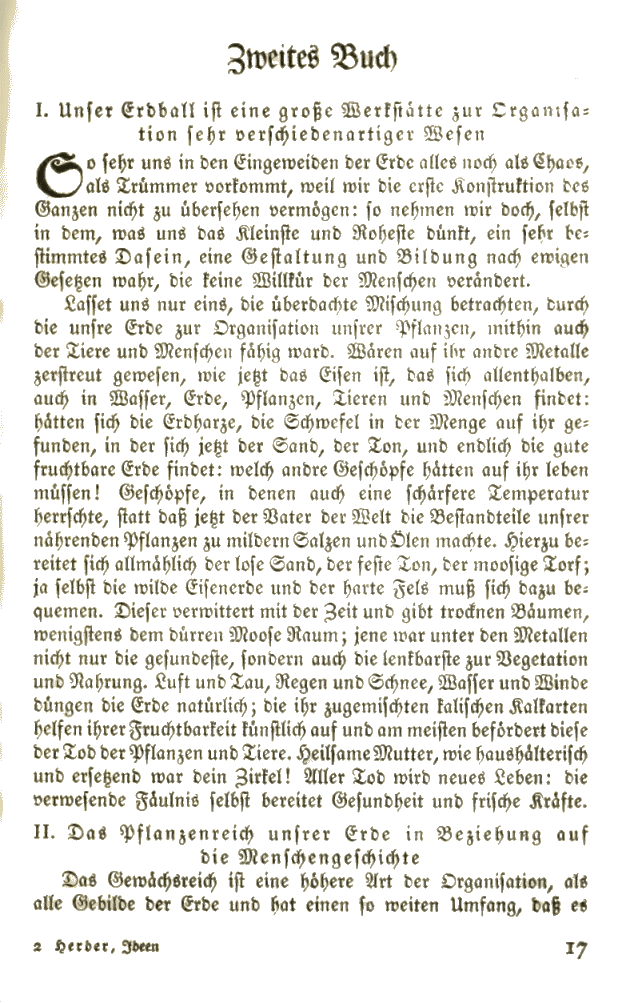 Zweites Buch
I. Unser Erdball ist eine große Werkstätte zur Organisa-
tion sehr verschiedenartiger Wesen
So sehr uns in den Eingeweiden der Erde alles noch als Chaos,
als Trümmer vorkommt, weil wir die erste Konstruktion des
Ganzen nicht zu übersehen vermögen: so nehmen wir doch, selbst
in dem, was uns das Kleinste und Roheste dünkt, ein sehr be-
stimmtes Dasein, eine Gestaltung und Bildung nach ewigen
Gesetzen wahr, die keine Willkür der Menschen verändert.
Lasset uns nur eins, die überdachte Mischung betrachten, durch
die unsre Erde zur Organisation unsrer Pflanzen, mithin auch
der Tiere und Menschen fähig ward. Wären auf ihr andre Metalle
zerstreut gewesen, wie jetzt das Eisen ist, das sich allenthalben,
auch in Wasser, Erde, Pflanzen, Tieren und Menschen findet:
hätten sich die Erdharze, die Schwefel in der Menge auf ihr ge-
funden, in der sich jetzt der Sand, der Ton, und endlich die gute
fruchtbare Erde findet: welch andre Geschöpfe hätten auf ihr leben
müssen! Geschöpfe, in denen auch eine schärfere Temperatur
herrschte, statt daß jetzt der Vater der Welt die Bestandteile unsrer
nährenden Pflanzen zu mildern Salzen und Ölen machte. Hierzu be-
reitet sich allmählich der lose Sand, der feste Ton, der moosige Torf;
ja selbst die wilde Eisenerde und der harte Fels muß sich dazu be-
quemen. Dieser verwittert mit der Zeit und gibt trocknen Bäumen,
wenigstens dem dürren Moose Raum; jene war unter den Metallen
nicht nur die gesundeste, sondern auch die lenkbarste zur Vegetation
und Nahrung. Luft und Tau, Regen und Schnee, Wasser und Winde
düngen die Erde natürlich; die ihr zugemischten kalischen Kalkarten
helfen ihrer Fruchtbarkeit künstlich auf und am meisten befördert diese
der Tod der Pflanzen und Tiere. Heilsame Mutter, wie haushälterisch
und ersetzend war dein Zirkel! Aller Tod wird neues Leben: die
verwesende Fäulnis selbst bereitet Gesundheit und frische Kräfte.
II. Das Pflanzenreich unsrer Erde in Beziehung auf
die Menschengeschichte
Das Gewächsreich ist eine höhere Art der Organisation, als
alle Gebilde der Erde und hat einen so weiten Umfang, daß es
2 Herder, Ideen
17